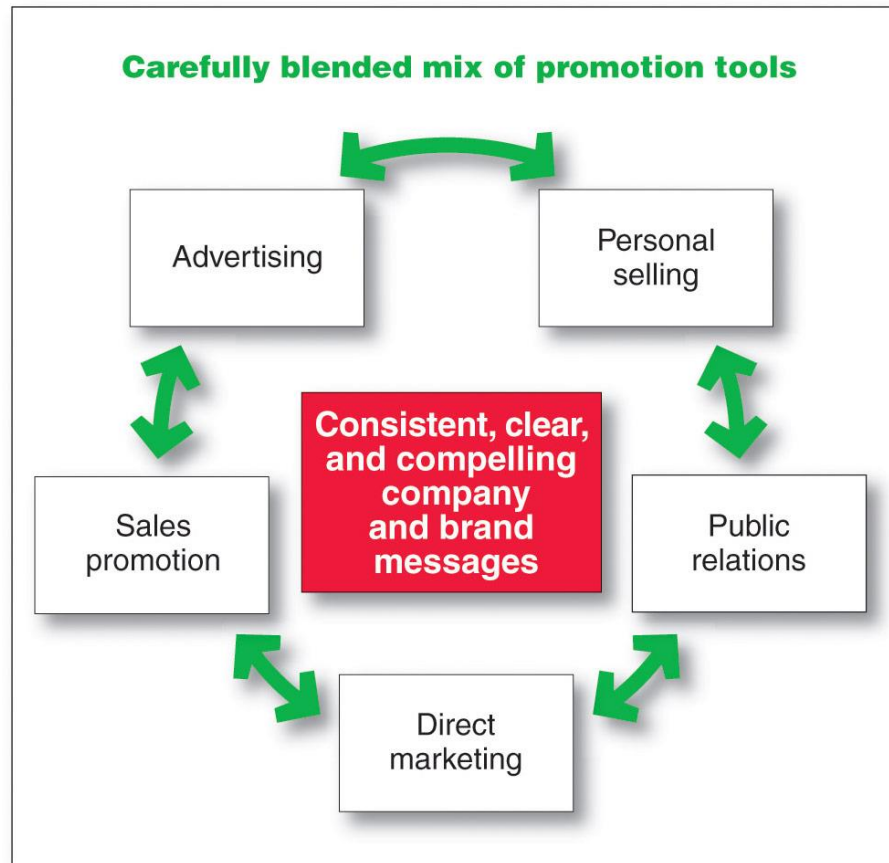 Carefully blended mix of promotion tools
Advertising
Personal
selling
Consistent, clear,
and compelling
company
and brand
messages
Sales
promotion
Public
relations
Direct
marketing